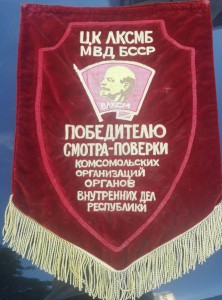 ЦК ЛКСМБ
МВД БССР
ВЛКСМ
ПОБЕДИТЕЛЮ
СМОТРА-ПОВЕРКИ
КОМСОМОЛЬСКИХ
ОРГАНИЗАЦИЙ
ОРГАНОВ
ВНУТРЕННИХ ДЕЛ
РЕСПУБЛИКИ